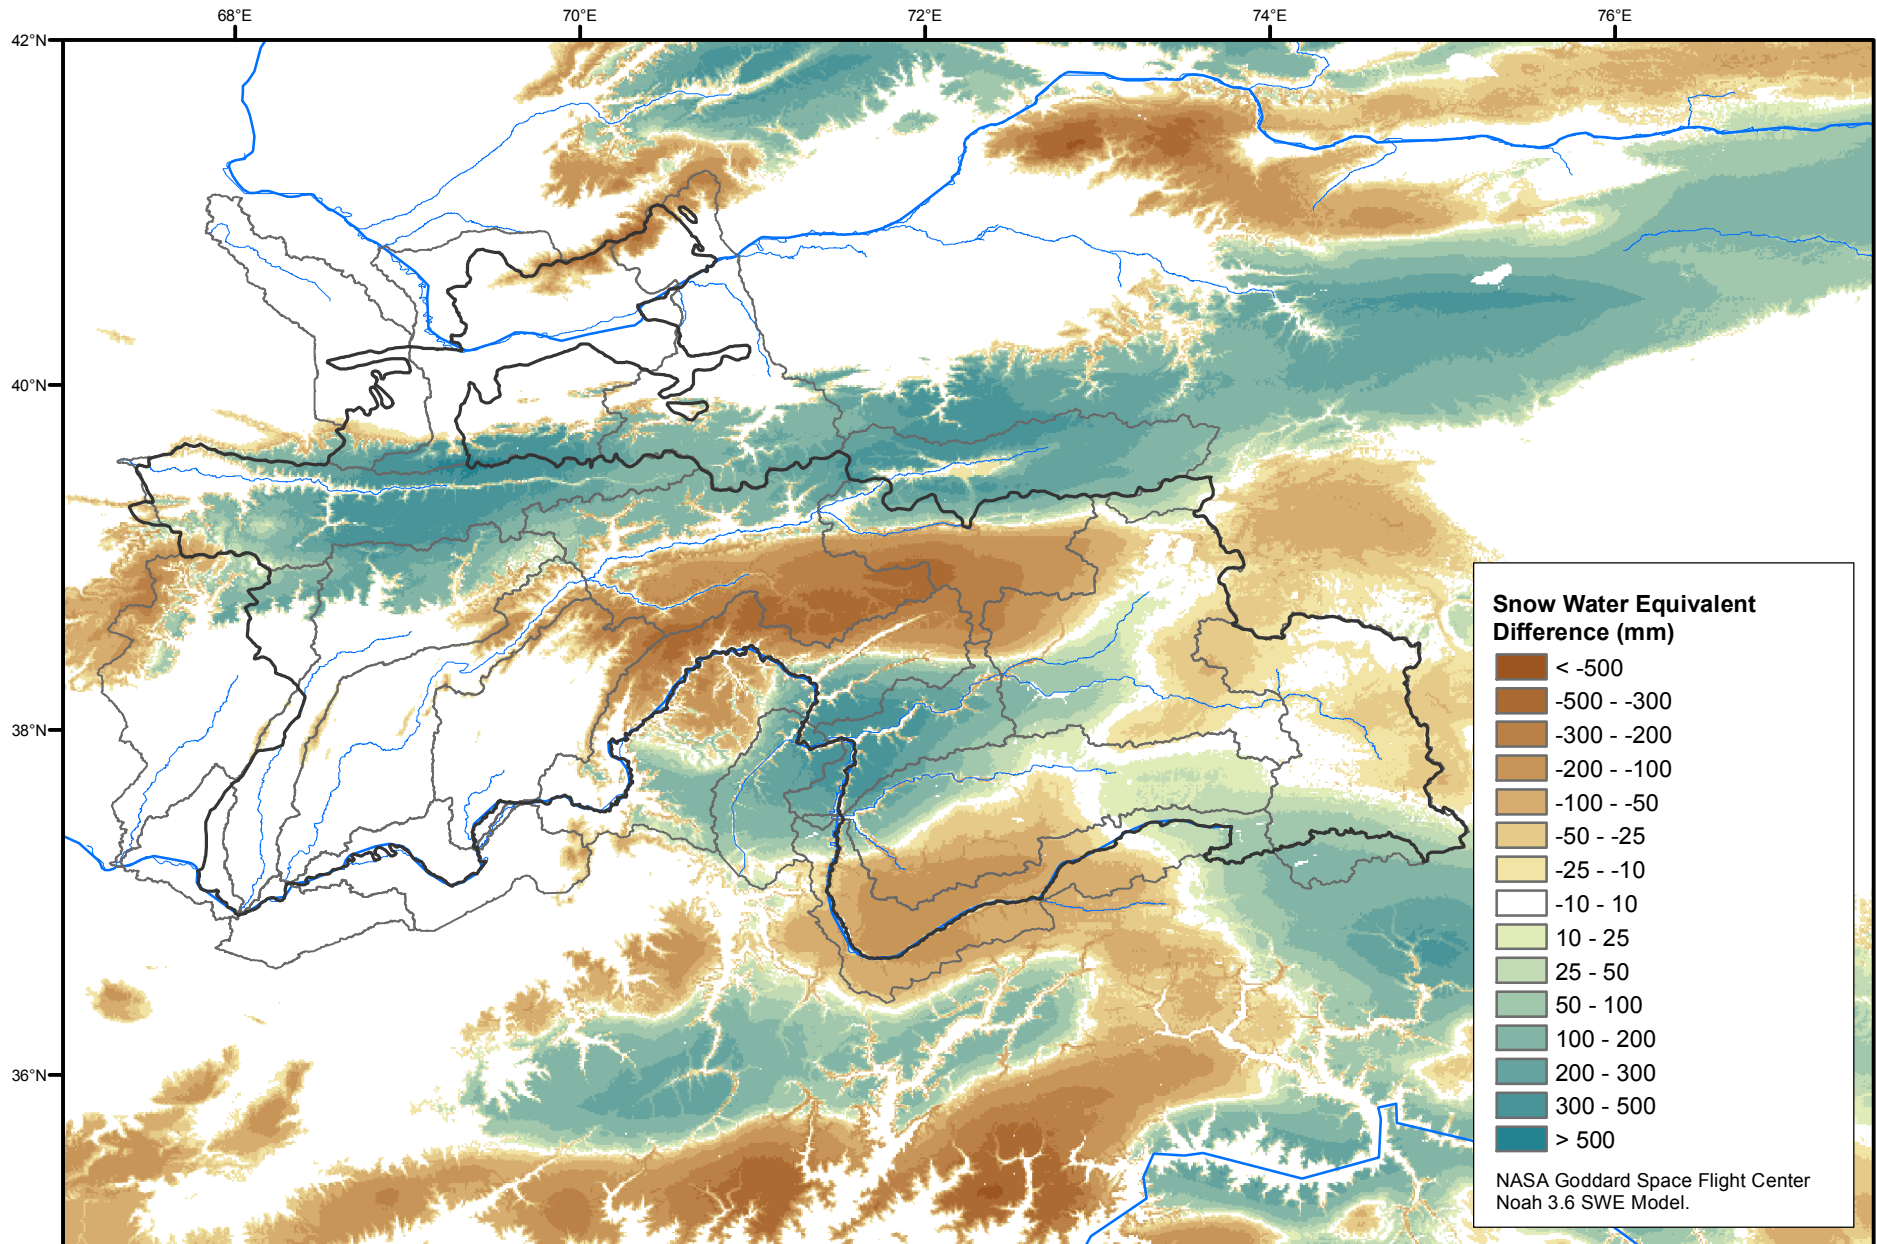 68°E 70°E 72°E 74°E 76°E
42°N
40°N
38°N
36°N
Snow Water Equivalent
Difference (mm)
< -500
-500 - -300
-300 - -200
-200 - -100
-100 - -50
-50 - -25
-25 - -10
-10 - 10
10 - 25
25 - 50
50 - 100
100 - 200
200 - 300
300 - 500
> 500
NASA Goddard Space Flight Center
Noah 3.6 SWE Model.